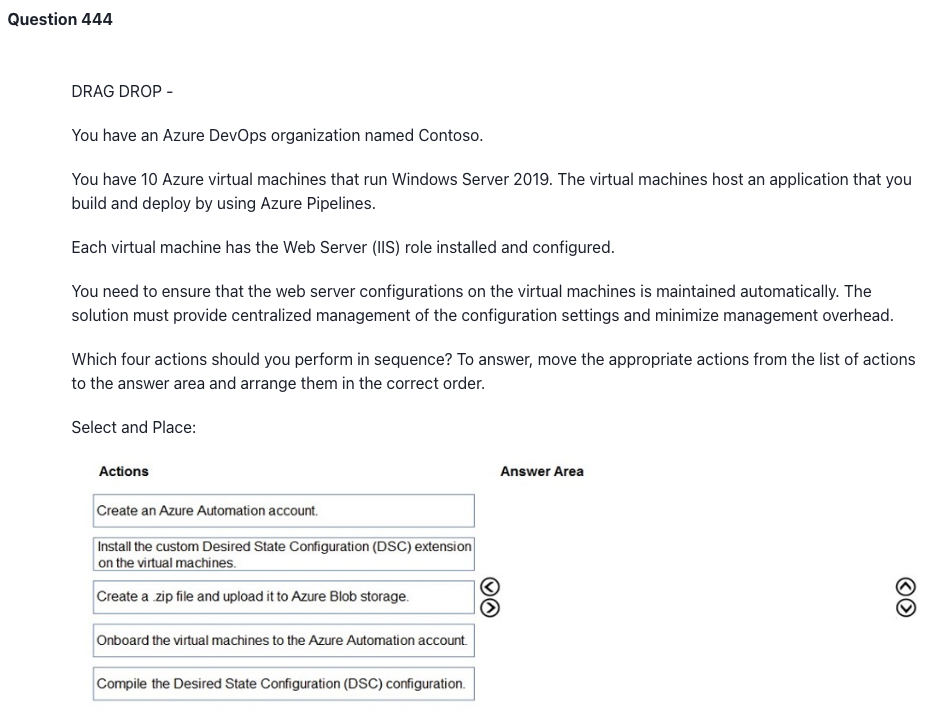 Question 444
DRAG DROP -
You have an Azure DevOps organization named Contoso.
You have 10 Azure virtual machines that run Windows Server 2019. The virtual machines host an application that you
build and deploy by using Azure Pipelines.
Each virtual machine has the Web Server (IIS) role installed and configured.
You need to ensure that the web server configurations on the virtual machines is maintained automatically. The
solution must provide centralized management of the configuration settings and minimize management overhead.
Which four actions should you perform in sequence? To answer, move the appropriate actions from the list of actions
to the answer area and arrange them in the correct order.
Select and Place:
Actions
Answer Area
Create an Azure Automation account.
Install the custom Desired State Configuration (DSC) extension
on the virtual machines.
Create a .zip file and upload it to Azure Blob storage.
Onboard the virtual machines to the Azure Automation account.
Compile the Desired State Configuration (DSC) configuration.